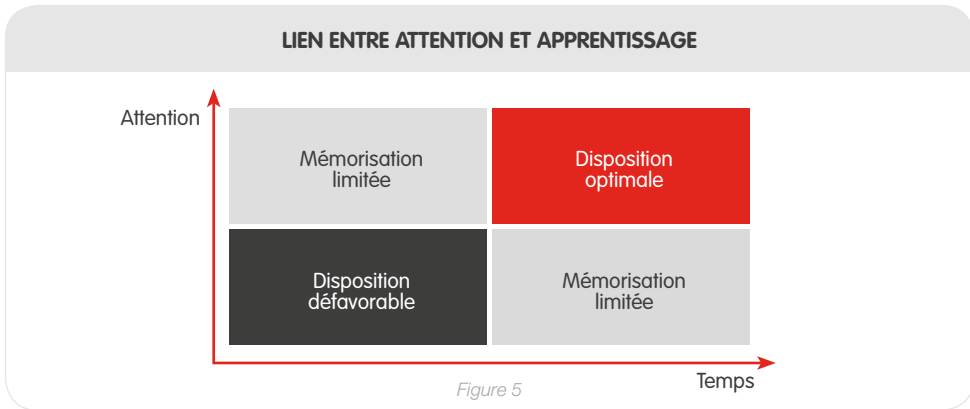 LIEN ENTRE ATTENTION ET APPRENTISSAGE
Attention
Mémorisation
limitée
Disposition
optimale
Disposition
défavorable
Mémorisation
limitée
Temps
Figure 5